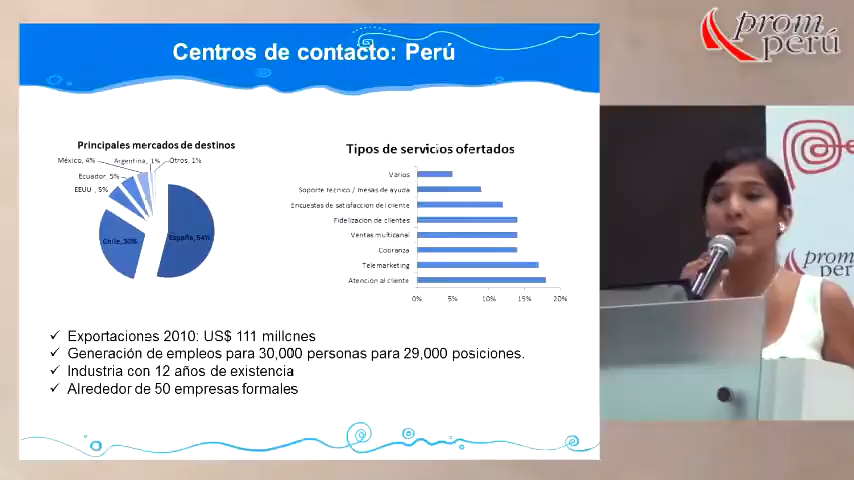 Centros de contacto: Perú
prom
perú
Principales mercados de destinos
México, 4%
Argentina, 1%
Otros, 1%
Ecuador, 5%
EEUU , 5%
Chile, 30%
España, 54%
Tipos de servicios ofertados
Varios
Soporte técnico / mesas de ayuda
Encuestas de satisfaccion del cliente
Fidelización de clientes
Ventas multicanal
Cobranza
Telemarketing
Atencion al cliente
0% 5% 10% 15% 20%
✓ Exportaciones 2010: US$ 111 millones
✓ Generación de empleos para 30,000 personas para 29,000 posiciones.
✓ Industria con 12 años de existencia
✓ Alrededor de 50 empresas formales
prom
per